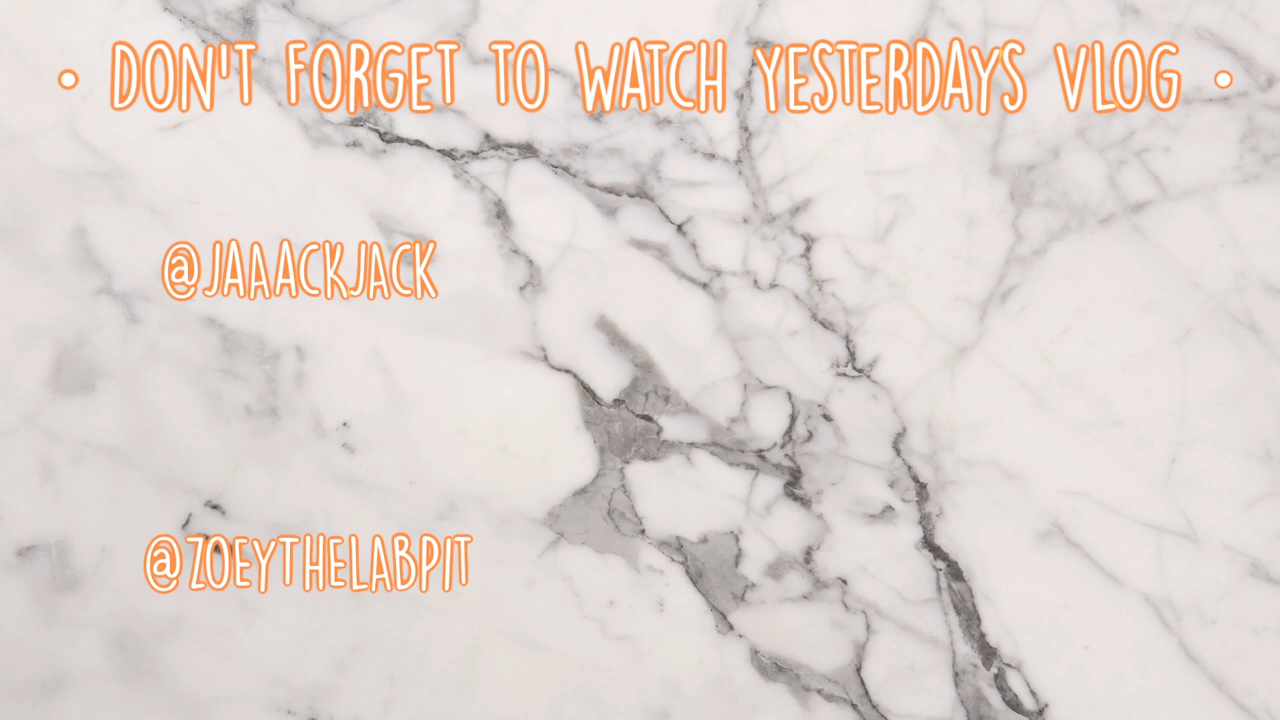 • DON'T FORGET TO WATCH YESTERDAYS VLOG •
@JAAACKJACK
@ZOEYTHELABPIT